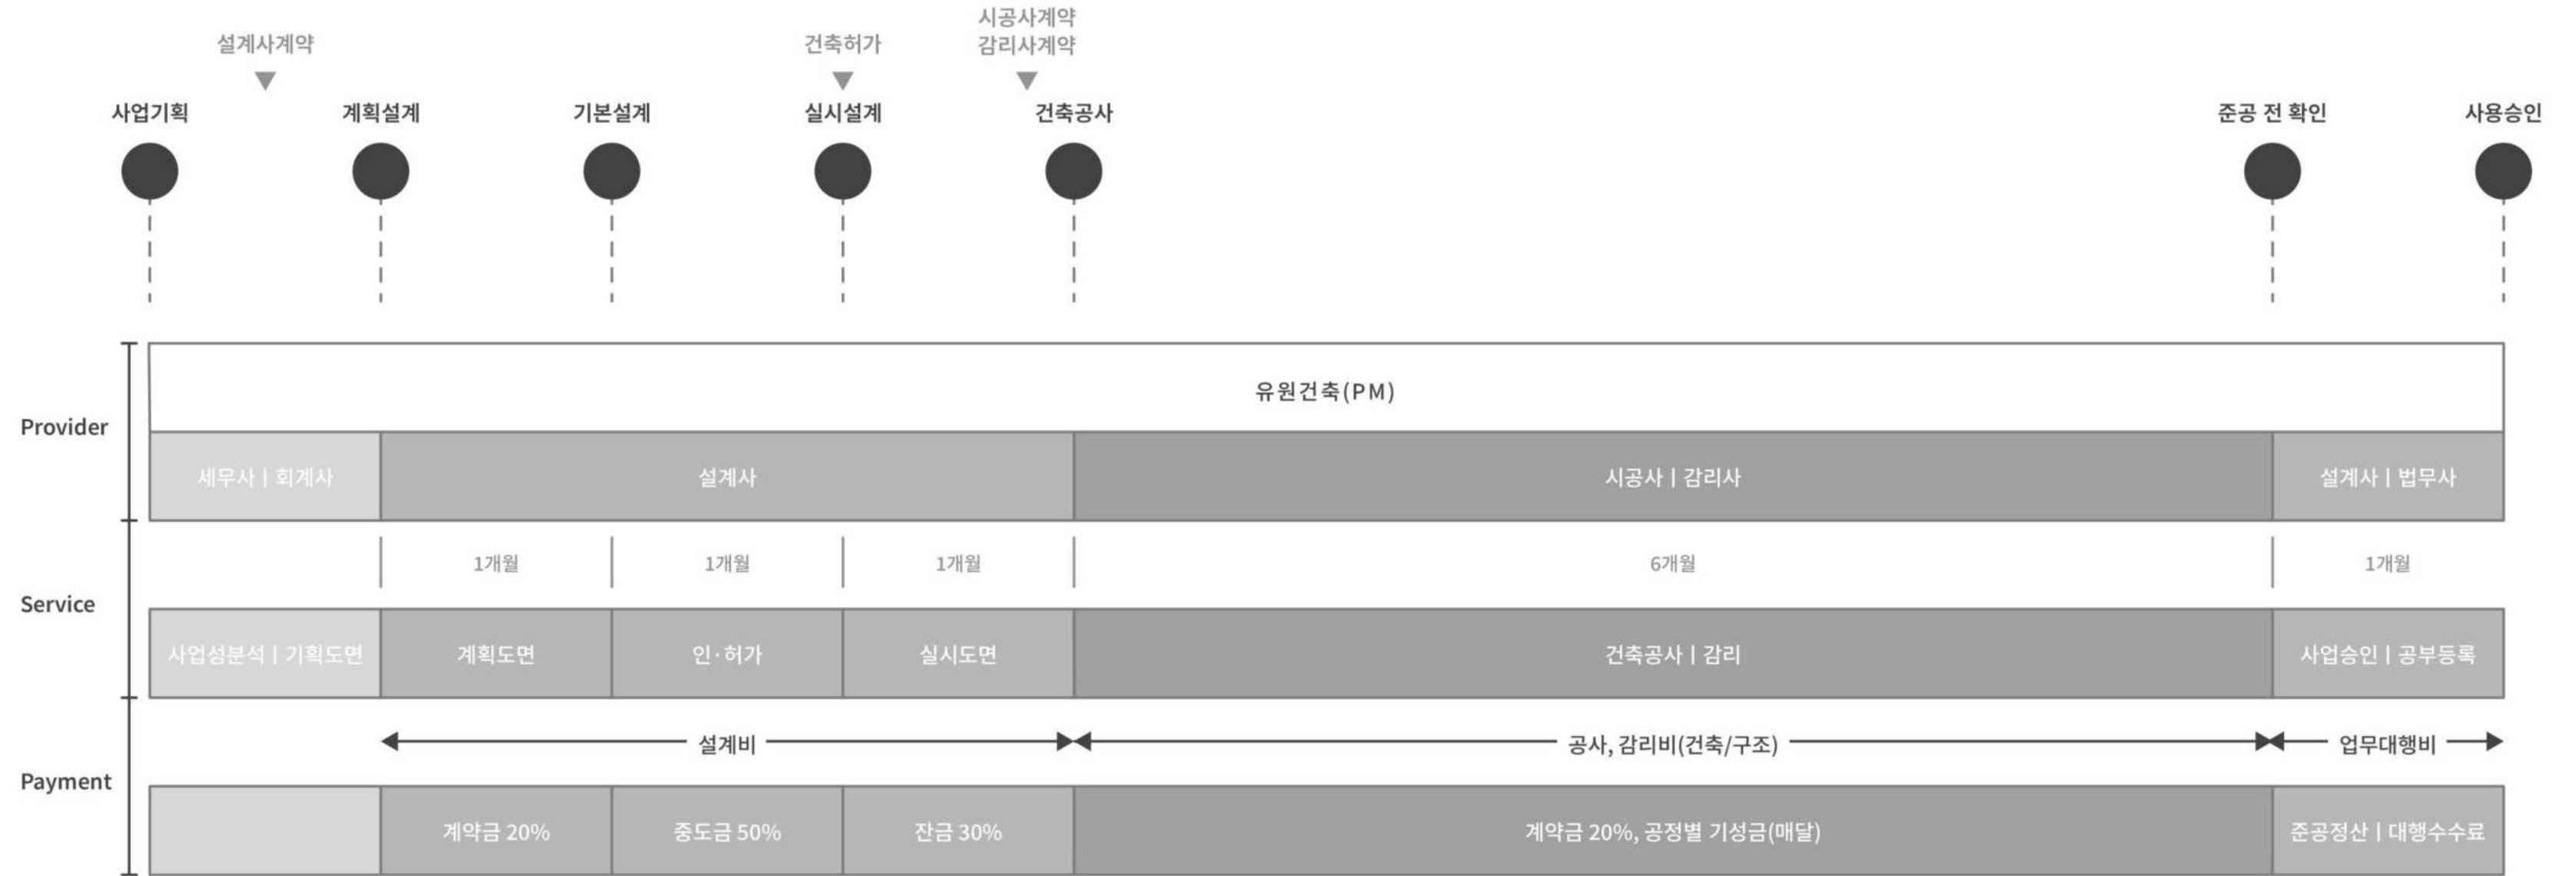 시공사계약
설계사계약 건축허가 감리사계약
사업기획 계획설계 기본설계 실시설계 건축공사 준공 전 확인 사용승인
유원건축(PM)
Provider
세무사 | 회계사 설계사 시공사 | 감리사 설계사 | 법무사
1개월 1개월 1개월 6개월 1개월
Service
사업성분석 | 기획도면 계획도면 인·허가 실시도면 건축공사 | 감리 사업승인 | 공부등록
설계비 공사, 감리비(건축/구조) 업무대행비
Payment
계약금 20% 중도금 50% 잔금 30% 계약금 20%, 공정별 기성금(매달) 준공정산 | 대행수수료